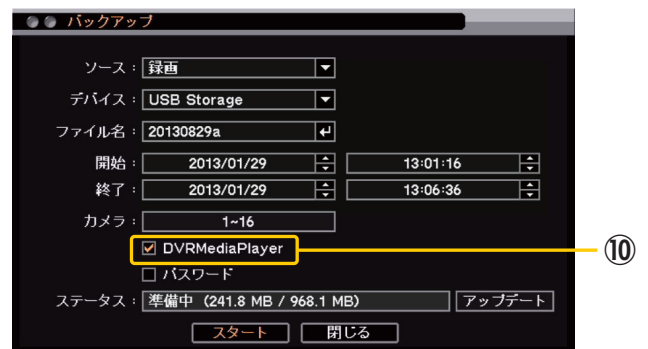 バックアップ
ソース : 録画
デバイス : USB Storage
ファイル名 : 20130829a
開始 : 2013/01/29 13:01:16
終了 : 2013/01/29 13:06:36
カメラ : 1~16
DVRMediaPlayer
⑩
パスワード
ステータス : 準備中 (241.8 MB / 968.1 MB) アップデート
スタート 閉じる